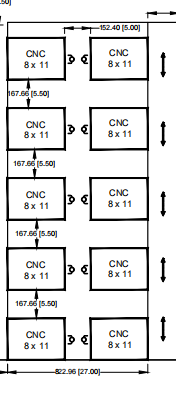 .50]
152.40 [5.00]
CNC
8 x 11
CNC
8 x 11
167.66 [5.50]
CNC
8 x 11
CNC
8 x 11
167.66 [5.50]
CNC
8 x 11
CNC
8 x 11
167.66 [5.50]
CNC
8 x 11
CNC
8 x 11
167.66 [5.50]
CNC
8 x 11
CNC
8 x 11
822.96 [27.00]